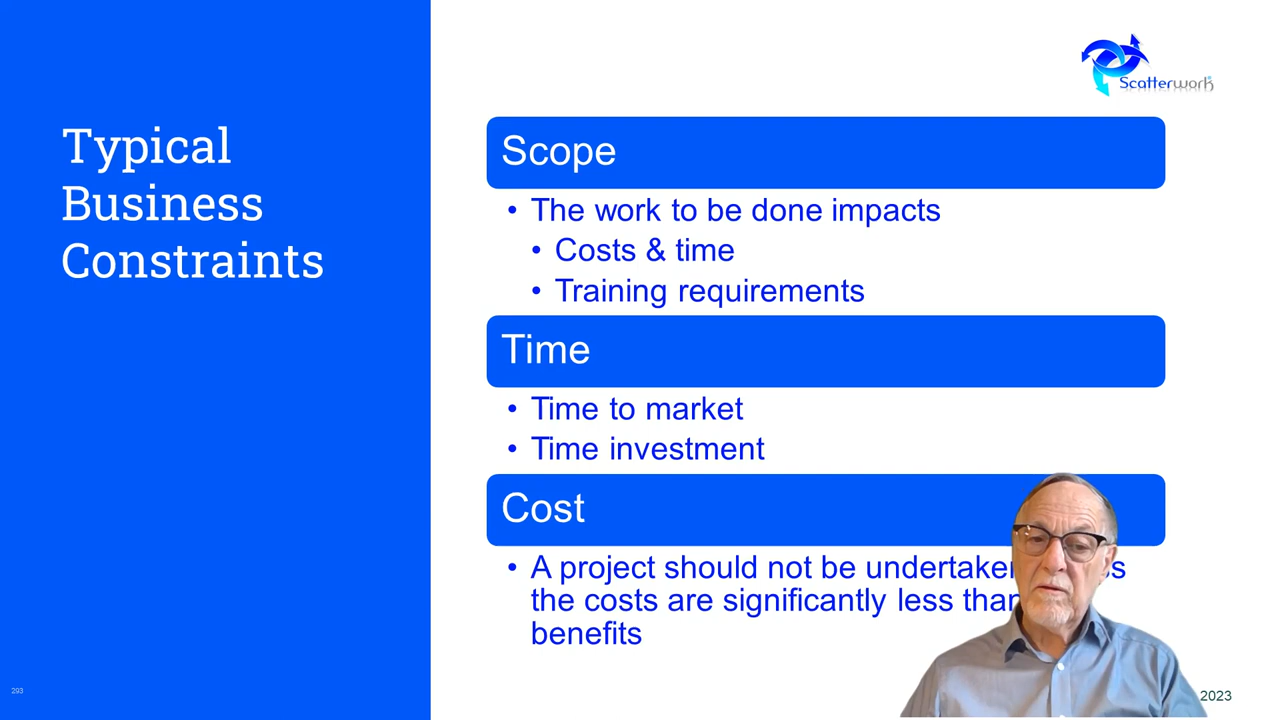 Typical
Business
Constraints
Scatterwork
Scope
• The work to be done impacts
• Costs & time
• Training requirements
Time
• Time to market
• Time investment
Cost
• A project should not be undertaken
the costs are significantly less than
benefits
293
2023